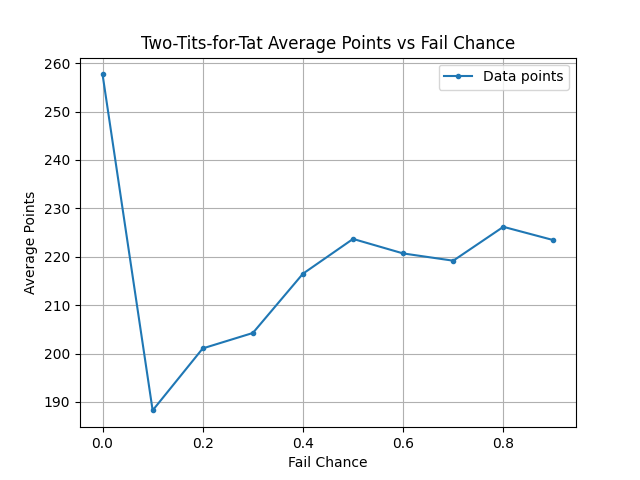 Two-Tits-for-Tat Average Points vs Fail Chance
Data points
260
250
240
230
220
210
200
190
Average Points
0.0 0.2 0.4 0.6 0.8
Fail Chance